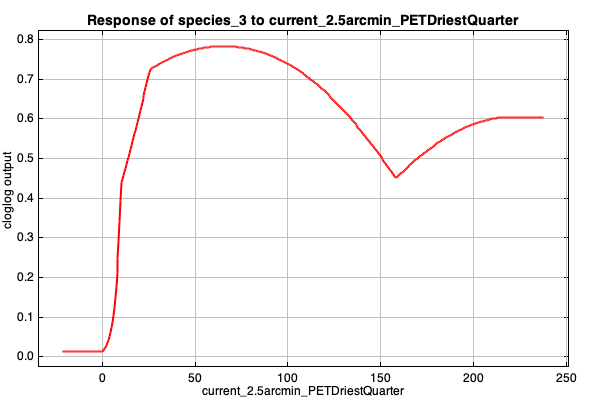 Response of species_3 to current_2.5arcmin_PETDriestQuarter
cloglog output
0.8
0.7
0.6
0.5
0.4
0.3
0.2
0.1
0.0
0 50 100 150 200 250
current_2.5arcmin_PETDriestQuarter